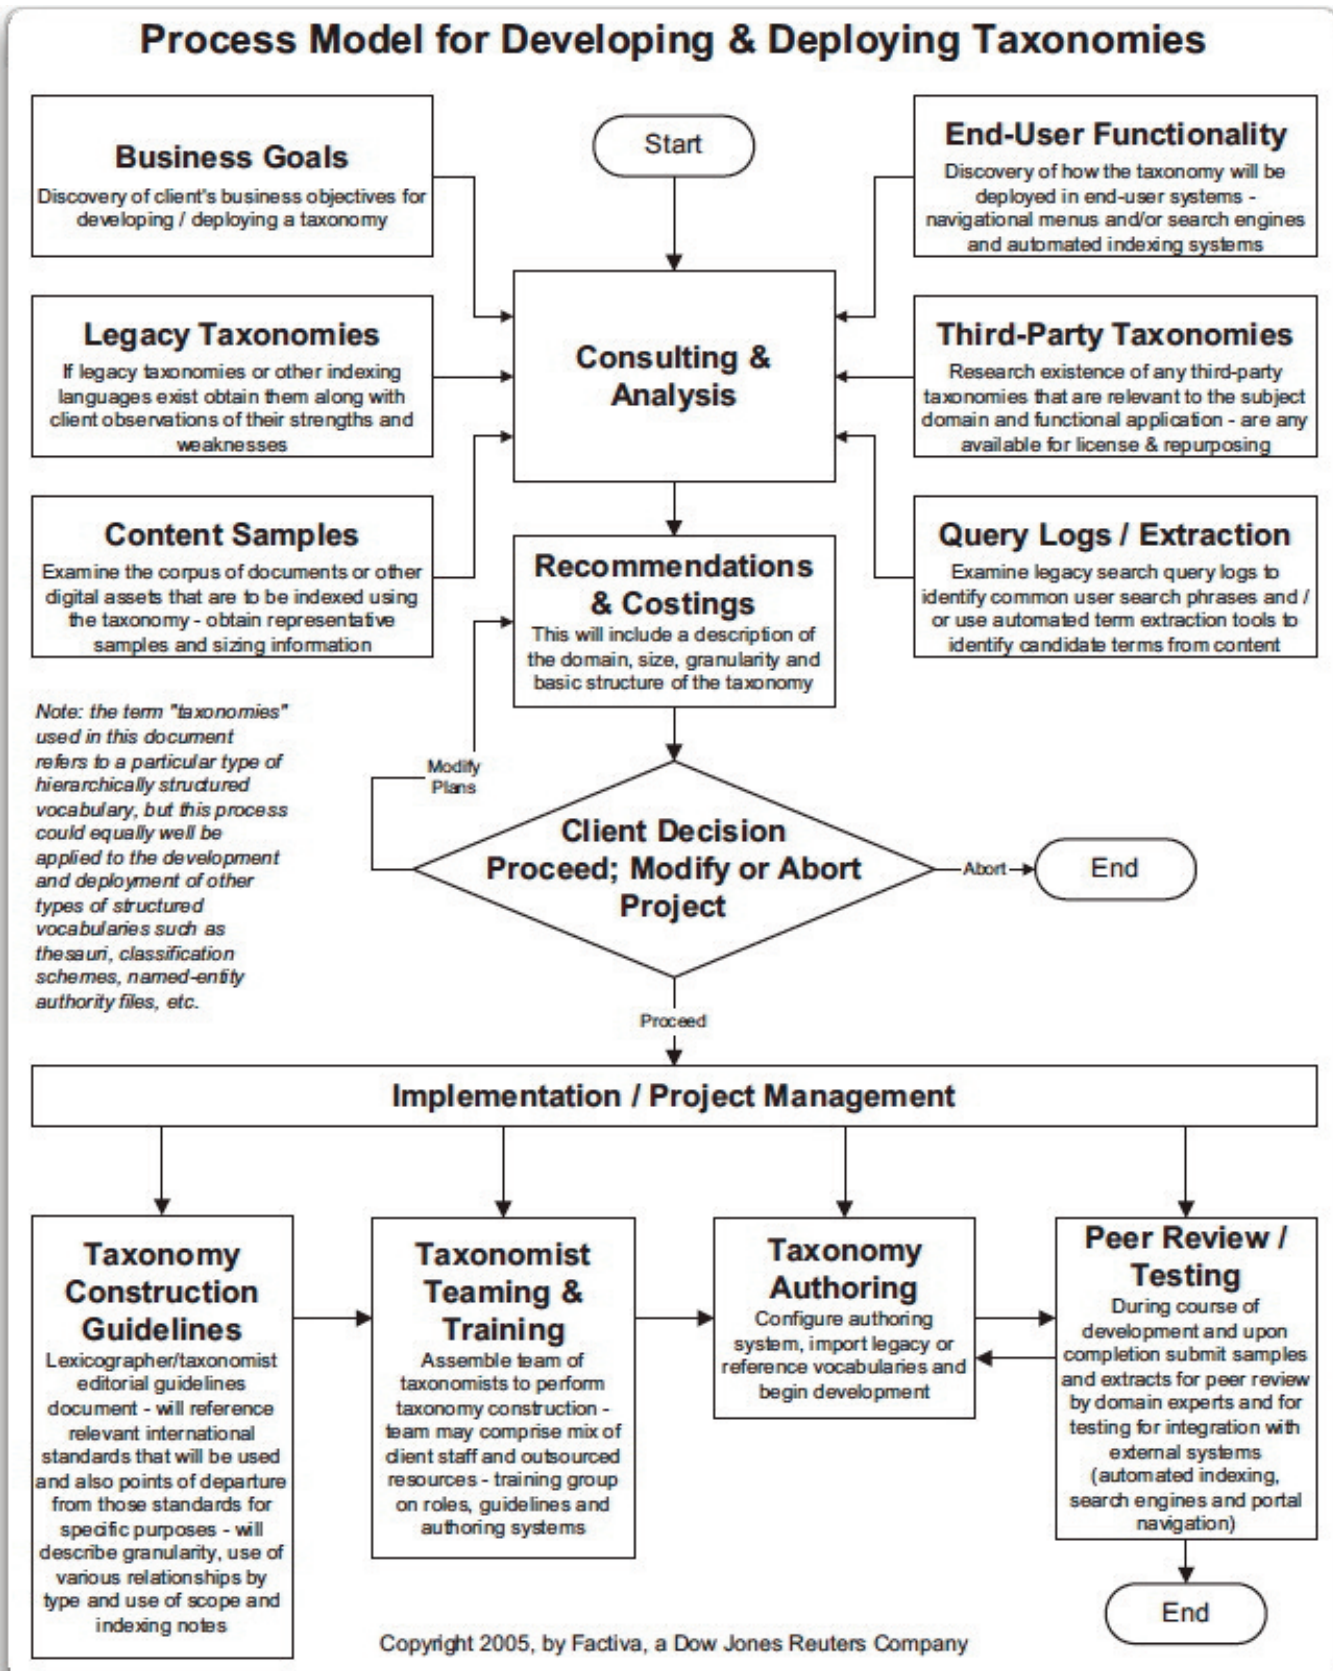 Process Model for Developing & Deploying Taxonomies
Business Goals
Discovery of client's business objectives for
developing / deploying a taxonomy
Start
End-User Functionality
Discovery of how the taxonomy will be
deployed in end-user systems -
navigational menus and/or search engines
and automated indexing systems
Legacy Taxonomies
If legacy taxonomies or other indexing
languages exist obtain them along with
client observations of their strengths and
weaknesses
Consulting &
Analysis
Third-Party Taxonomies
Research existence of any third-party
taxonomies that are relevant to the subject
domain and functional application - are any
available for license & repurposing
Content Samples
Examine the corpus of documents or other
digital assets that are to be indexed using
the taxonomy - obtain representative
samples and sizing information
Recommendations
& Costings
This will include a description of
the domain, size, granularity and
basic structure of the taxonomy
Query Logs / Extraction
Examine legacy search query logs to
identify common user search phrases and /
or use automated term extraction tools to
identify candidate terms from content
Note: the term "taxonomies"
used in this document
refers to a particular type of
hierarchically structured
vocabulary, but this process
could equally well be
applied to the development
and deployment of other
types of structured
vocabularies such as
thesauri, classification
schemes, named-entity
authority files, etc.
Modify
Plans
Client Decision
Proceed; Modify or Abort
Project
Abort
End
Proceed
Implementation / Project Management
Taxonomy
Construction
Guidelines
Lexicographer/taxonomist
editorial guidelines
document - will reference
relevant international
standards that will be used
and also points of departure
from those standards for
specific purposes - will
describe granularity, use of
various relationships by
type and use of scope and
indexing notes
Taxonomist
Teaming &
Training
Assemble team of
taxonomists to perform
taxonomy construction -
team may comprise mix of
client staff and outsourced
resources - training group
on roles, guidelines and
authoring systems
Taxonomy
Authoring
Configure authoring
system, import legacy or
reference vocabularies and
begin development
Peer Review /
Testing
During course of
development and upon
completion submit samples
and extracts for peer review
by domain experts and for
testing for integration with
external systems
(automated indexing,
search engines and portal
navigation)
End
Copyright 2005, by Factiva, a Dow Jones Reuters Company